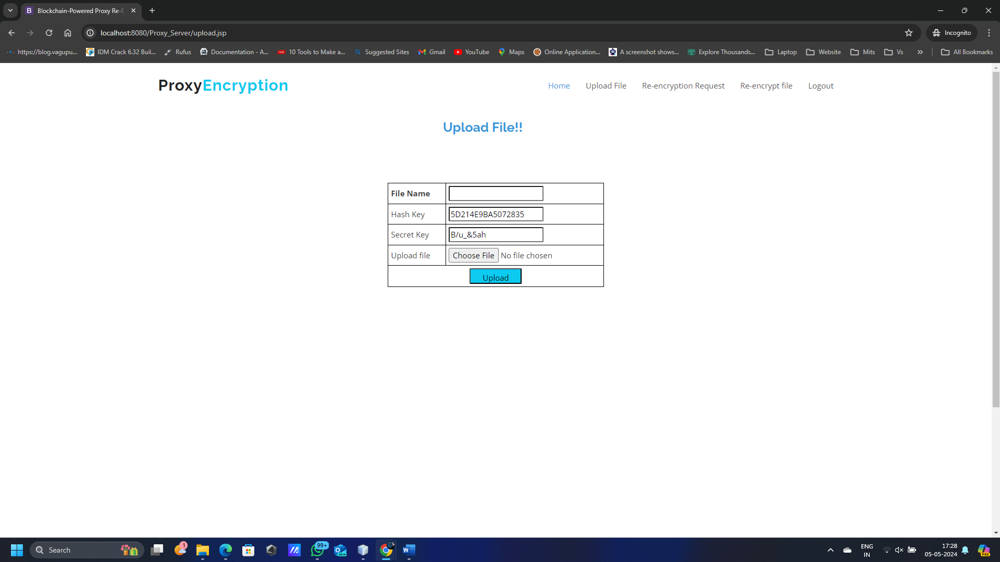 Blockchain-Powered Proxy Re-E
localhost:8080/Proxy_Server/upload.jsp
Incognito
https://blog.vagupu... IDM Crack 6.32 Buil... Rufus Documentation - A... 10 Tools to Make a... Suggested Sites Gmail YouTube Maps Online Application... A screenshot shows... Explore Thousands... Laptop Website Mits Vs All Bookmarks
ProxyEncryption
Home Upload File Re-encryption Request Re-encrypt file Logout
Upload File!!
File Name
Hash Key 5D214E9BA5072835
Secret Key B/u_&5ah
Upload file Choose File No file chosen
Upload
Search 1 99+ NEW
ENG
IN
17:28
05-05-2024
PRE